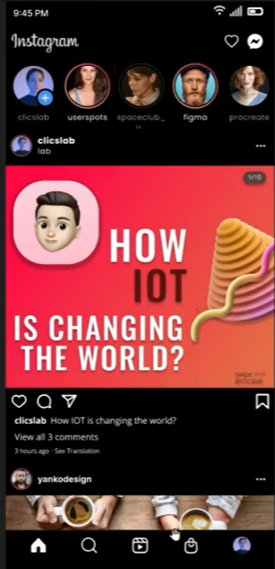 9:45 PM
Instagram
clicslab
userspots
spaceclub_
figma
procreate
clicslab
lab
1/10
HOW
IOT
IS CHANGING
THE WORLD?
swipe
@clicslab
clicslab How IOT is changing the world?
View all 3 comments
3 hours ago · See Translation
yankodesign